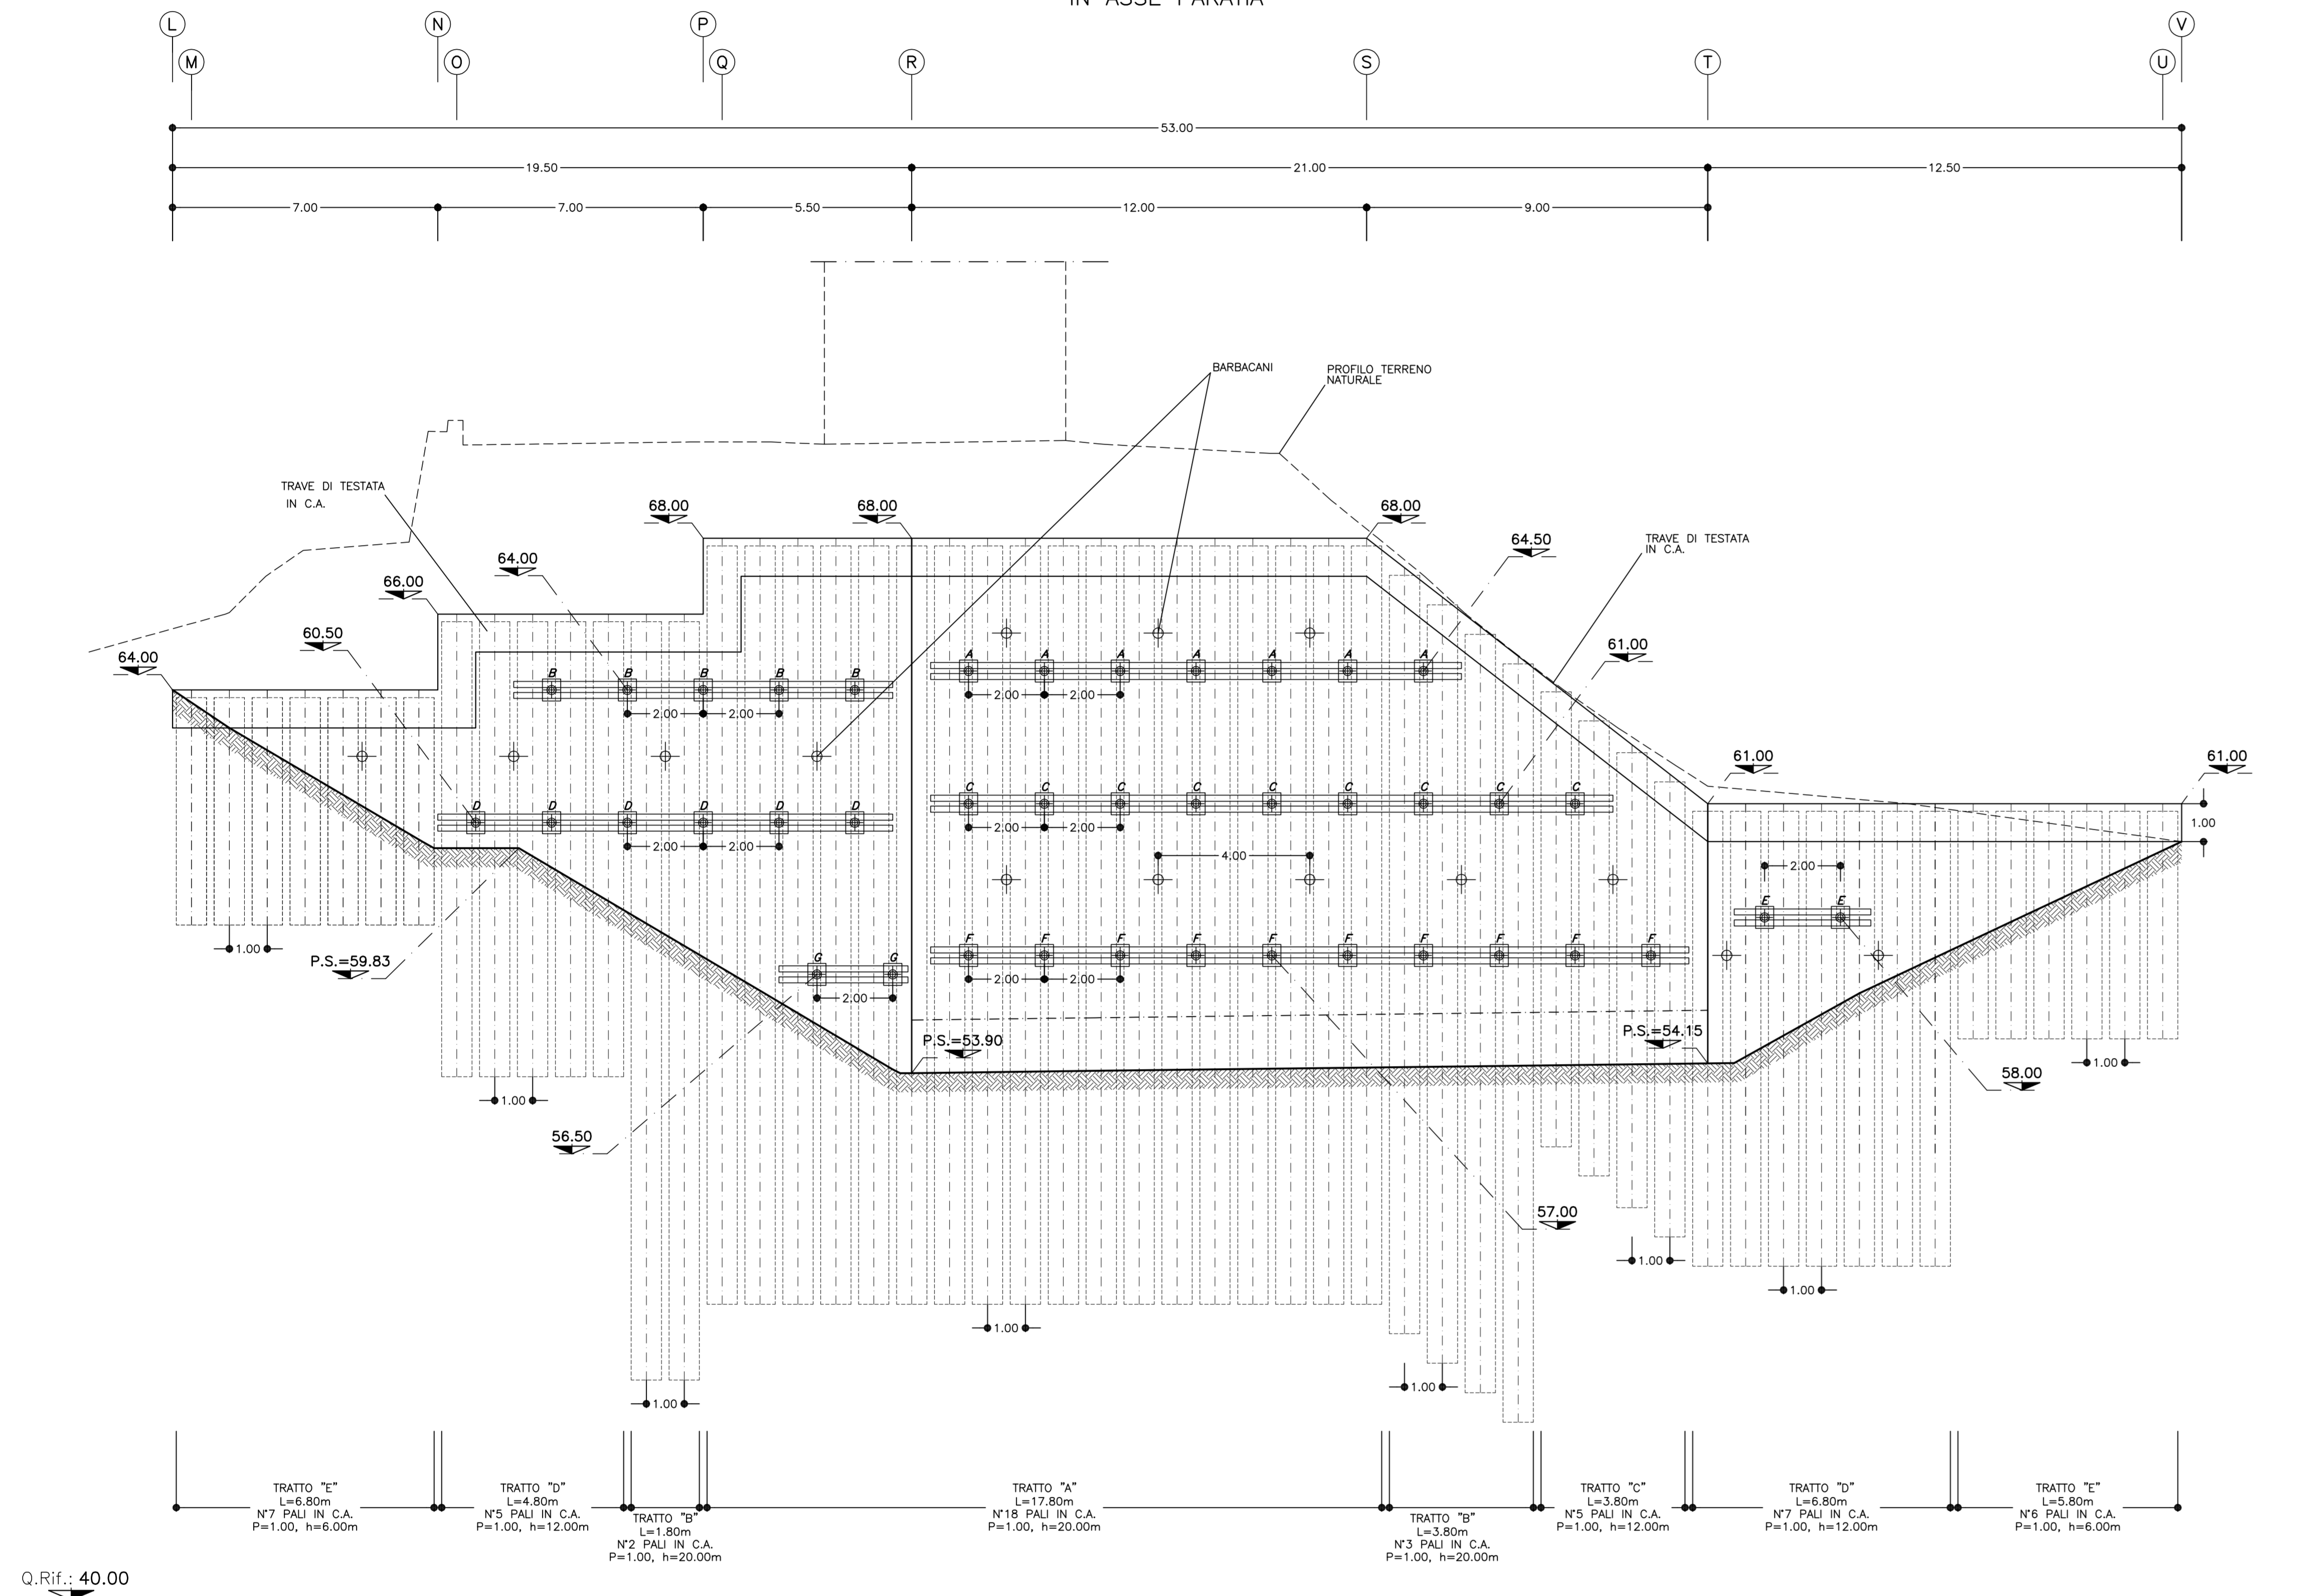 IN ASSE PARATIA
L
N
P
V
M
O
Q
R
S
T
U
53.00
19.50
21.00
12.50
7.00
7.00
5.50
12.00
9.00
BARBACANI
PROFILO TERRENO
NATURALE
TRAVE DI TESTATA
IN C.A.
68.00
68.00
68.00
64.50
TRAVE DI TESTATA
IN C.A.
64.00
66.00
60.50
61.00
64.00
A
A
A
A
A
A
A
B
B
B
B
B
2.00
2.00
2.00
2.00
61.00
61.00
C
C
C
C
C
C
C
C
C
D
D
D
D
D
D
1.00
2.00
2.00
2.00
2.00
4.00
2.00
E
E
1.00
P.S.=59.83
F
F
F
F
F
F
F
F
F
F
G
G
2.00
2.00
2.00
P.S.=53.90
P.S.=54.15
1.00
58.00
1.00
56.50
57.00
1.00
1.00
1.00
1.00
1.00
TRATTO "E"
L=6.80m
N°7 PALI IN C.A.
P=1.00, h=6.00m
TRATTO "D"
L=4.80m
N°5 PALI IN C.A.
P=1.00, h=12.00m
TRATTO "B"
L=1.80m
N°2 PALI IN C.A.
P=1.00, h=20.00m
TRATTO "A"
L=17.80m
N°18 PALI IN C.A.
P=1.00, h=20.00m
TRATTO "B"
L=3.80m
N°3 PALI IN C.A.
P=1.00, h=20.00m
TRATTO "C"
L=3.80m
N°5 PALI IN C.A.
P=1.00, h=12.00m
TRATTO "D"
L=6.80m
N°7 PALI IN C.A.
P=1.00, h=12.00m
TRATTO "E"
L=5.80m
N°6 PALI IN C.A.
P=1.00, h=6.00m
Q.Rif.: 40.00